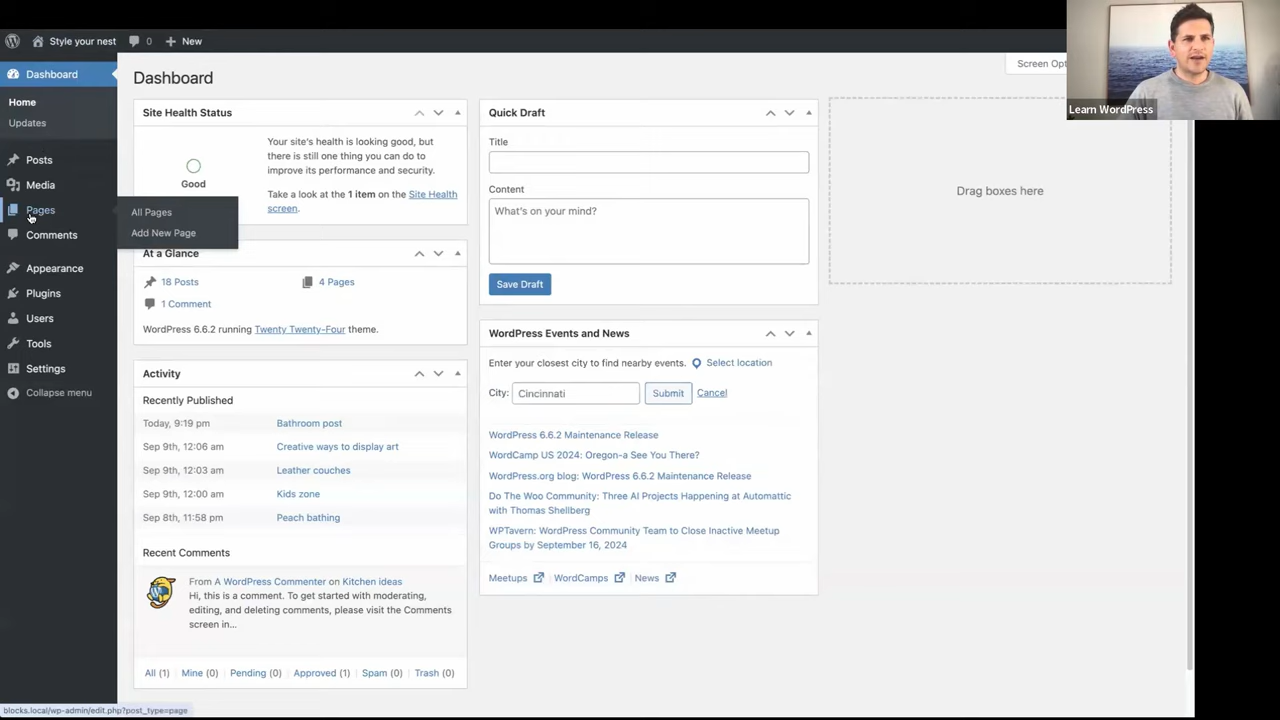 Style your nest
0
New
Dashboard
Home
Updates
Posts
Media
Pages
Comments
Appearance
Plugins
Users
Tools
Settings
Collapse menu
All Pages
Add New Page
Dashboard
Screen Opt
Learn WordPress
Site Health Status
Good
Your site's health is looking good, but
there is still one thing you can do to
improve its performance and security.
Take a look at the 1 item on the Site Health
screen.
At a Glance
18 Posts
4 Pages
1 Comment
WordPress 6.6.2 running Twenty Twenty-Four theme.
Activity
Recently Published
Today, 9:19 pm Bathroom post
Sep 9th, 12:06 am Creative ways to display art
Sep 9th, 12:03 am Leather couches
Sep 9th, 12:00 am Kids zone
Sep 8th, 11:58 pm Peach bathing
Recent Comments
From A WordPress Commenter on Kitchen ideas
Hi, this is a comment. To get started with moderating,
editing, and deleting comments, please visit the Comments
screen in...
All (1) Mine (0) Pending (0) Approved (1) Spam (0) Trash (0)
Quick Draft
Title
Content
What's on your mind?
Save Draft
WordPress Events and News
Enter your closest city to find nearby events. Select location
City: Cincinnati Submit Cancel
WordPress 6.6.2 Maintenance Release
WordCamp US 2024: Oregon-a See You There?
WordPress.org blog: WordPress 6.6.2 Maintenance Release
Do The Woo Community: Three AI Projects Happening at Automattic
with Thomas Shellberg
WPTavern: WordPress Community Team to Close Inactive Meetup
Groups by September 16, 2024
Meetups WordCamps News
Drag boxes here
blocks.local/wp-admin/edit.php?post_type=page